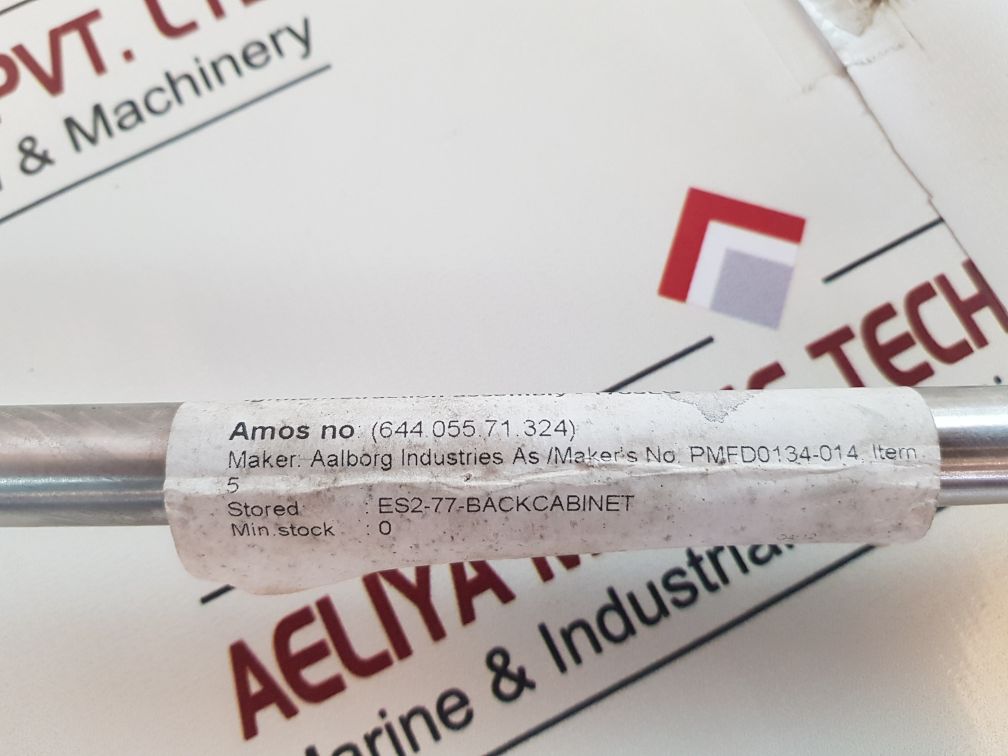 PVT. LT
& Machinery
TECH
Amos no (644.055.71.324)
Maker: Aalborg Industries As /Maker's No. PMFD0134-014, Item
5
Stored : ES2-77-BACKCABINET
Min.stock : 0
AELIYA
Marine & Industrial